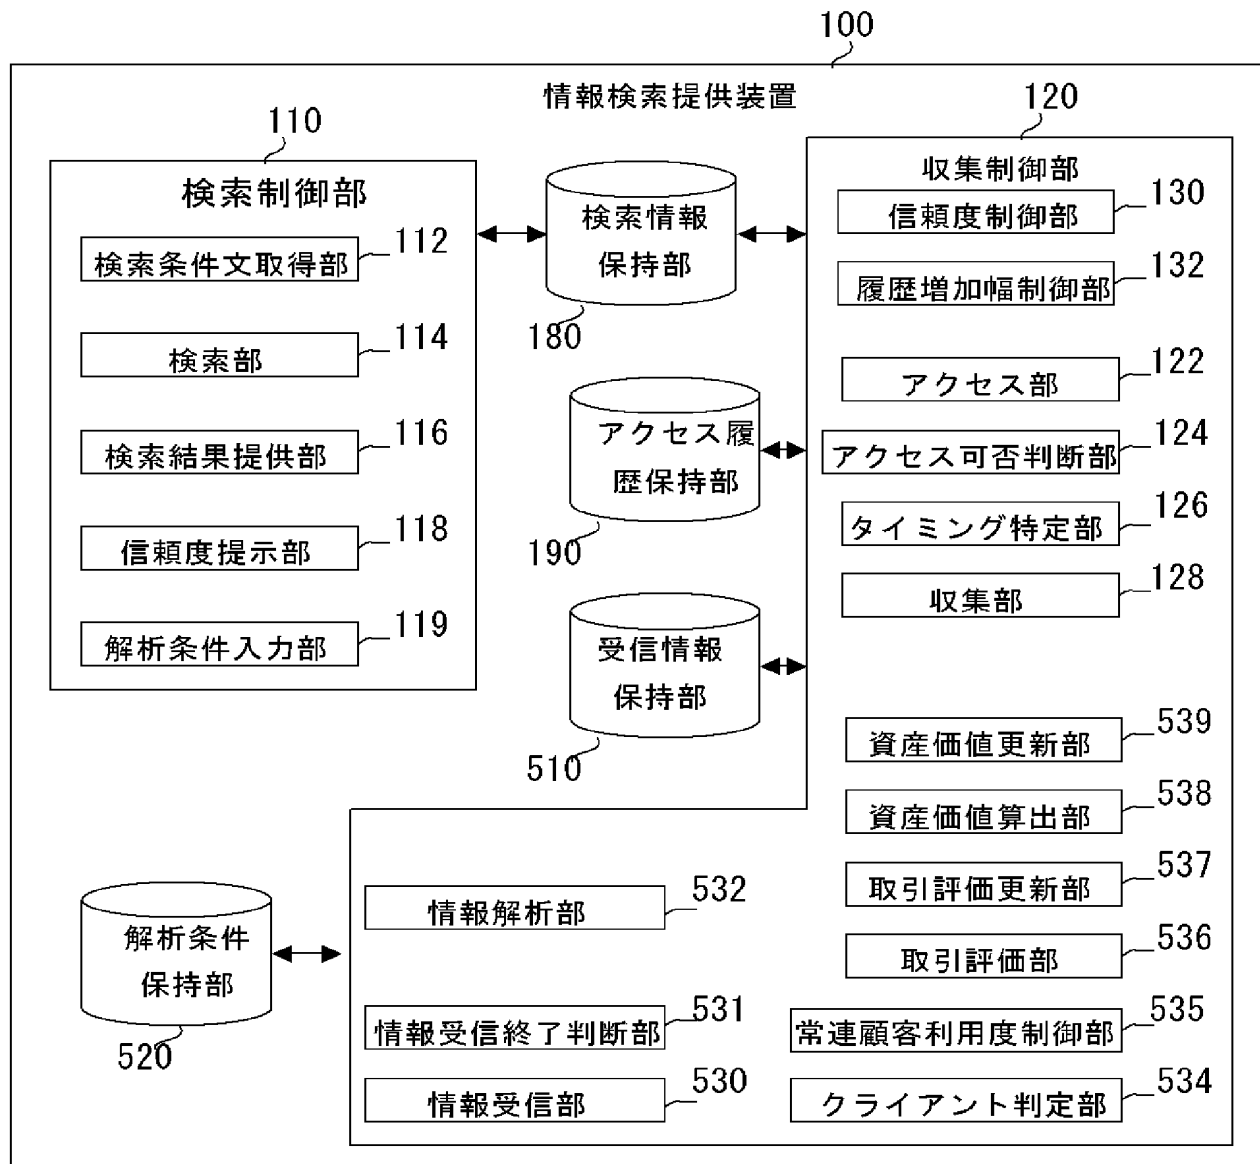 100
情報検索提供装置
110
検索制御部
検索条件文取得部
112
検索部
114
検索結果提供部
116
信頼度提示部
118
解析条件入力部
119
検索情報
保持部
180
アクセス履
歴保持部
190
受信情報
保持部
510
120
収集制御部
信頼度制御部
130
履歴増加幅制御部
132
アクセス部
122
アクセス可否判断部
124
タイミング特定部
126
収集部
128
資産価値更新部
539
資産価値算出部
538
取引評価更新部
537
取引評価部
536
常連顧客利用度制御部
535
クライアント判定部
534
情報解析部
532
情報受信終了判断部
531
情報受信部
530
解析条件
保持部
520